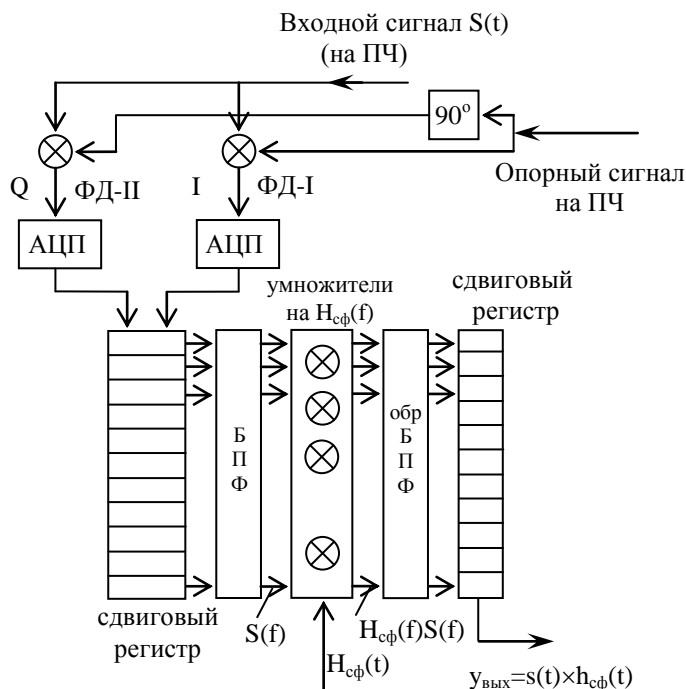 Входной сигнал S(t)
(на ПЧ)
90°
Опорный сигнал
на ПЧ
Q
ФД-II
I
ФД-I
АЦП
АЦП
умножители
на Hсф(f)
сдвиговый
регистр
Б
П
Ф
обр
Б
П
Ф
сдвиговый
регистр
S(f)
Hсф(f)S(f)
Hсф(t)
yвых=s(t)×hсф(t)